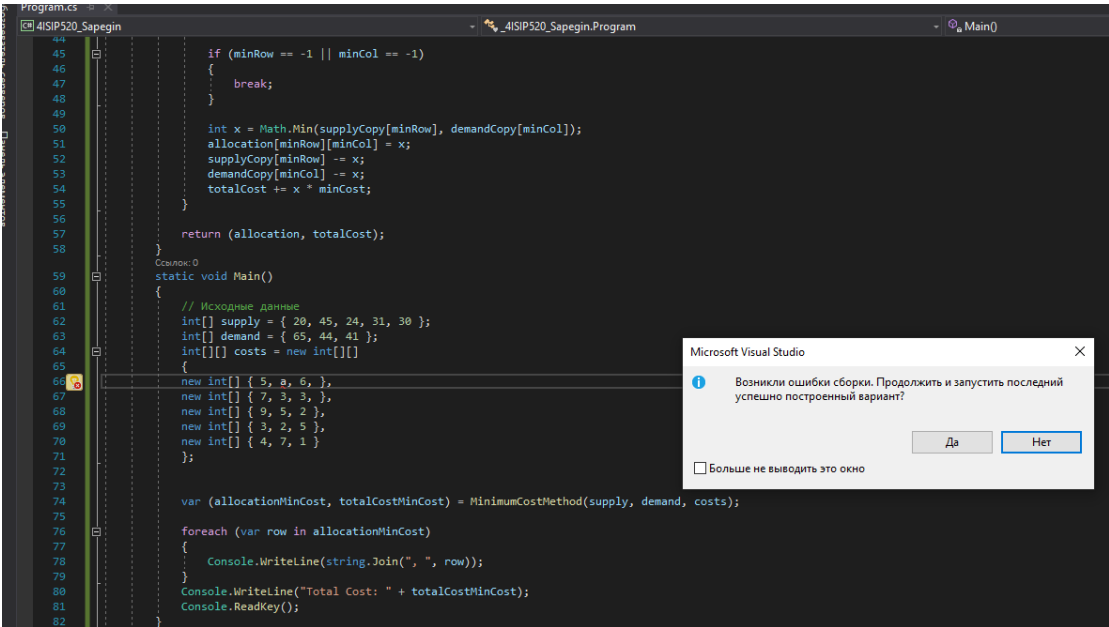 Program.cs
4ISIP520_Sapegin
_4ISIP520_Sapegin.Program
Main()
44
45 if (minRow == -1 || minCol == -1)
46 {
47 break;
48 }
49
50 int x = Math.Min(supplyCopy[minRow], demandCopy[minCol]);
51 allocation[minRow][minCol] = x;
52 supplyCopy[minRow] -= x;
53 demandCopy[minCol] -= x;
54 totalCost += x * minCost;
55 }
56
57 return (allocation, totalCost);
58 }
Ссылок: 0
59 static void Main()
60 {
61 // Исходные данные
62 int[] supply = { 20, 45, 24, 31, 30 };
63 int[] demand = { 65, 44, 41 };
64 int[][] costs = new int[][]
65 {
66 new int[] { 5, a, 6, },
67 new int[] { 7, 3, 3, },
68 new int[] { 9, 5, 2 },
69 new int[] { 3, 2, 5 },
70 new int[] { 4, 7, 1 }
71 };
72
73
74 var (allocationMinCost, totalCostMinCost) = MinimumCostMethod(supply, demand, costs);
75
76 foreach (var row in allocationMinCost)
77 {
78 Console.WriteLine(string.Join(", ", row));
79 }
80 Console.WriteLine("Total Cost: " + totalCostMinCost);
81 Console.ReadKey();
82 }
Microsoft Visual Studio
Возникли ошибки сборки. Продолжить и запустить последний
успешно построенный вариант?
Да
Нет
Больше не выводить это окно